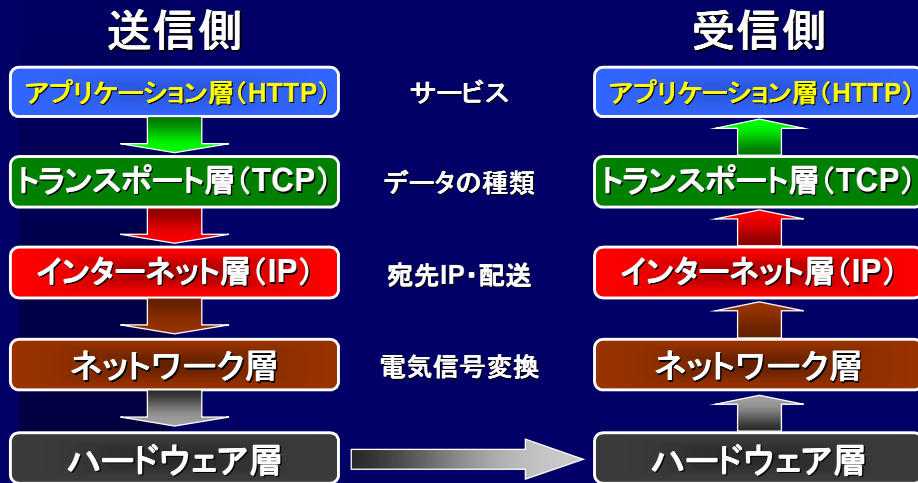 送信側
受信側
アプリケーション層(HTTP)
サービス
アプリケーション層(HTTP)
トランスポート層(TCP)
データの種類
トランスポート層(TCP)
インターネット層(IP)
宛先IP・配送
インターネット層(IP)
ネットワーク層
電気信号変換
ネットワーク層
ハードウェア層
ハードウェア層